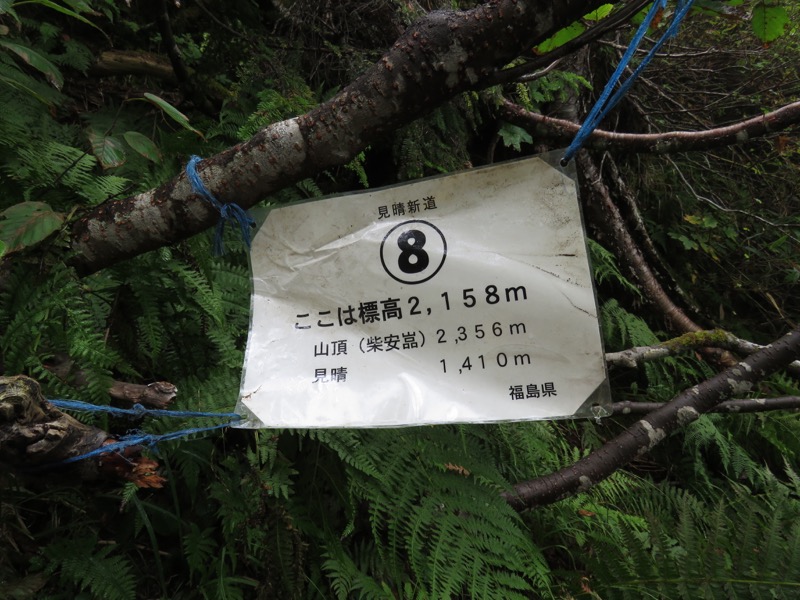 見晴新道
8
ここは標高2,158m
山頂（柴安嵓）2,356m
見晴 1,410m
福島県